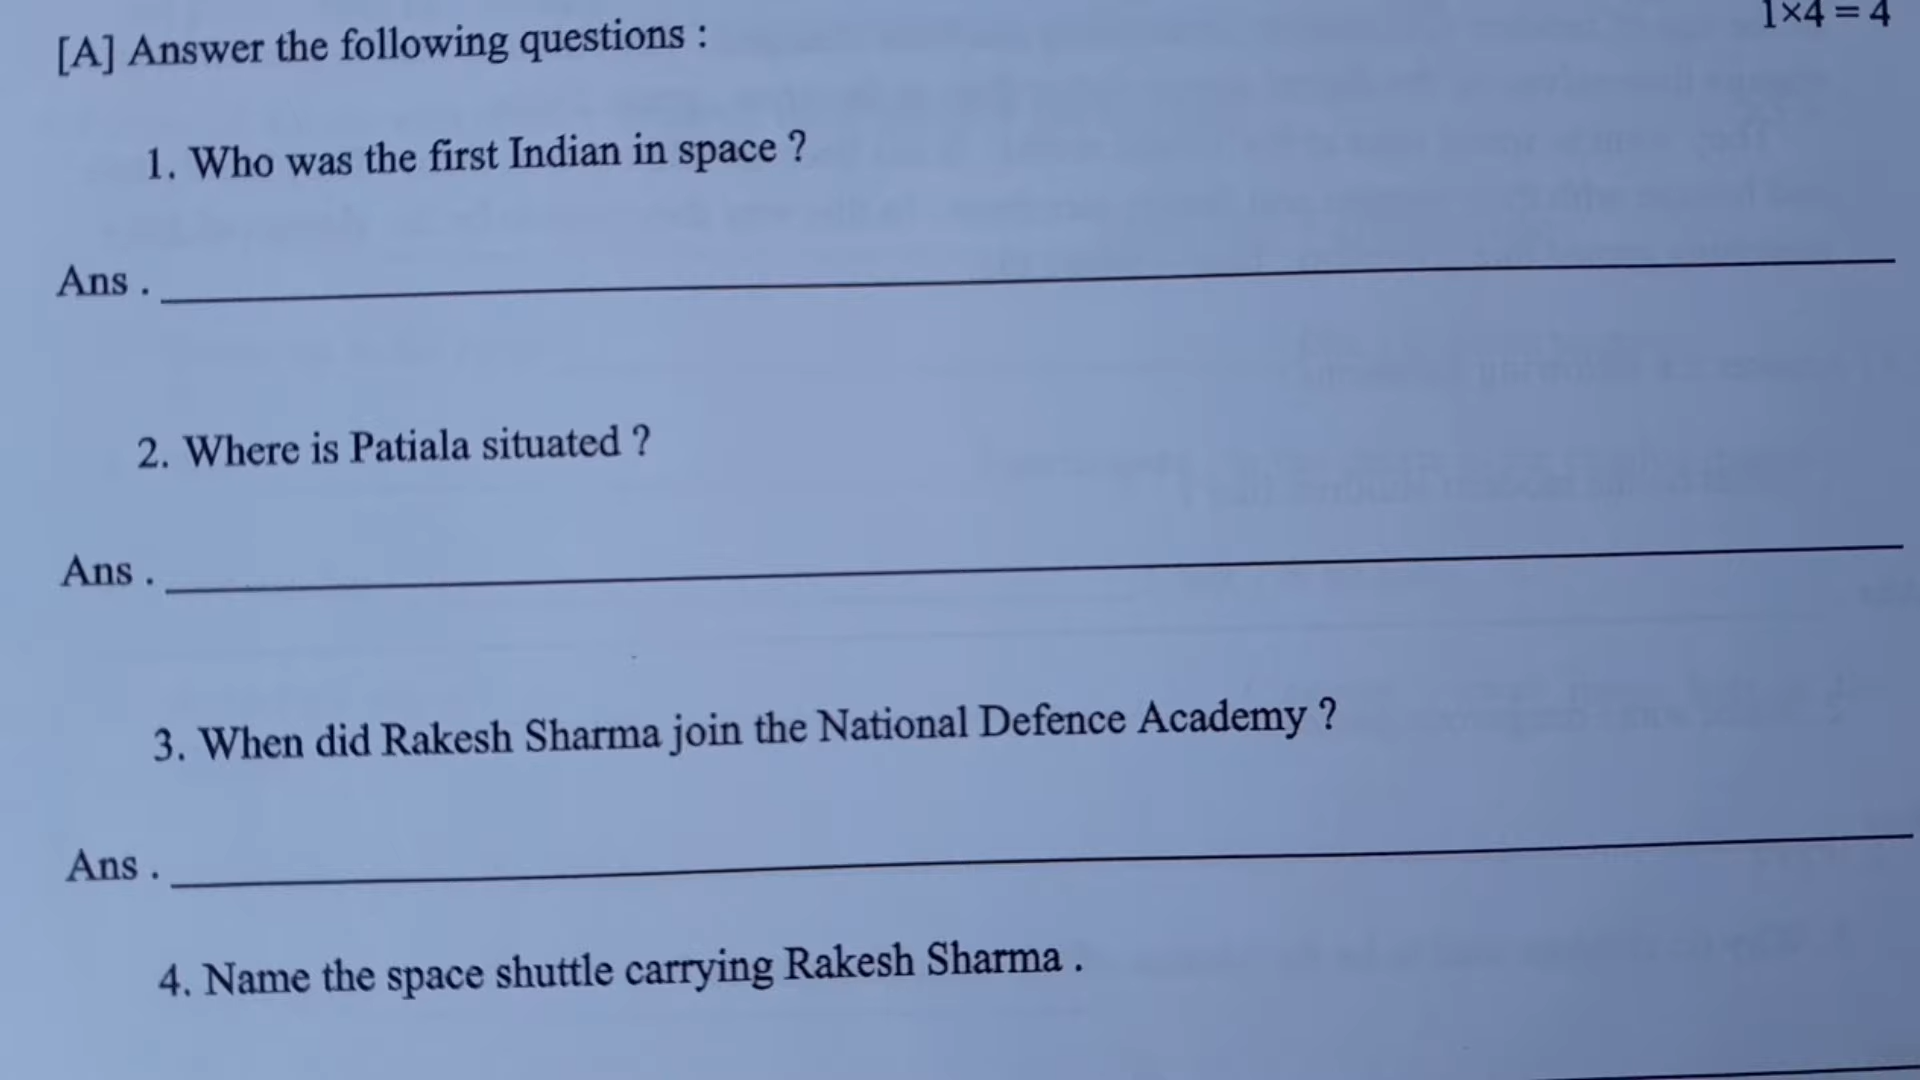 1×4 = 4
[A] Answer the following questions :
1. Who was the first Indian in space ?
Ans .
2. Where is Patiala situated ?
Ans .
3. When did Rakesh Sharma join the National Defence Academy ?
Ans .
4. Name the space shuttle carrying Rakesh Sharma .